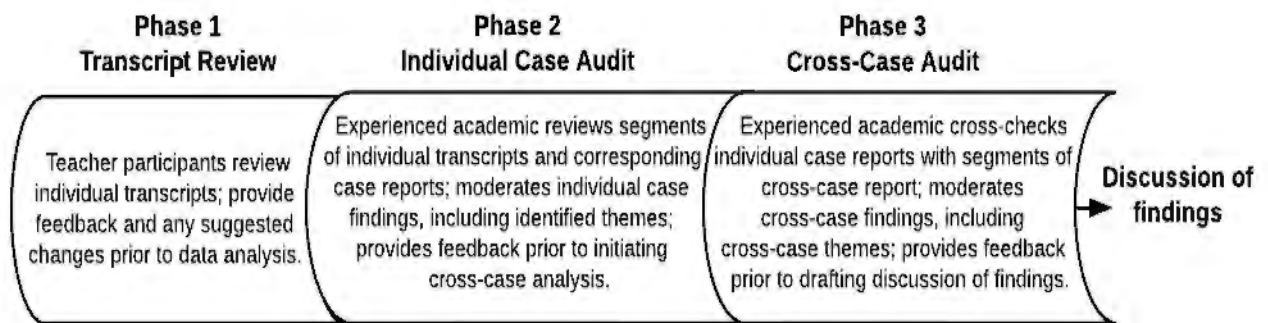 Phase 1
Transcript Review
Phase 2
Individual Case Audit
Phase 3
Cross-Case Audit
Teacher participants review
individual transcripts; provide
feedback and any suggested
changes prior to data analysis.
Experienced academic reviews segments
of individual transcripts and corresponding
case reports; moderates individual case
findings, including identified themes;
provides feedback prior to initiating
cross-case analysis.
Experienced academic cross-checks
individual case reports with segments of
cross-case report; moderates
cross-case findings, including
cross-case themes; provides feedback
prior to drafting discussion of findings.
Discussion of
findings